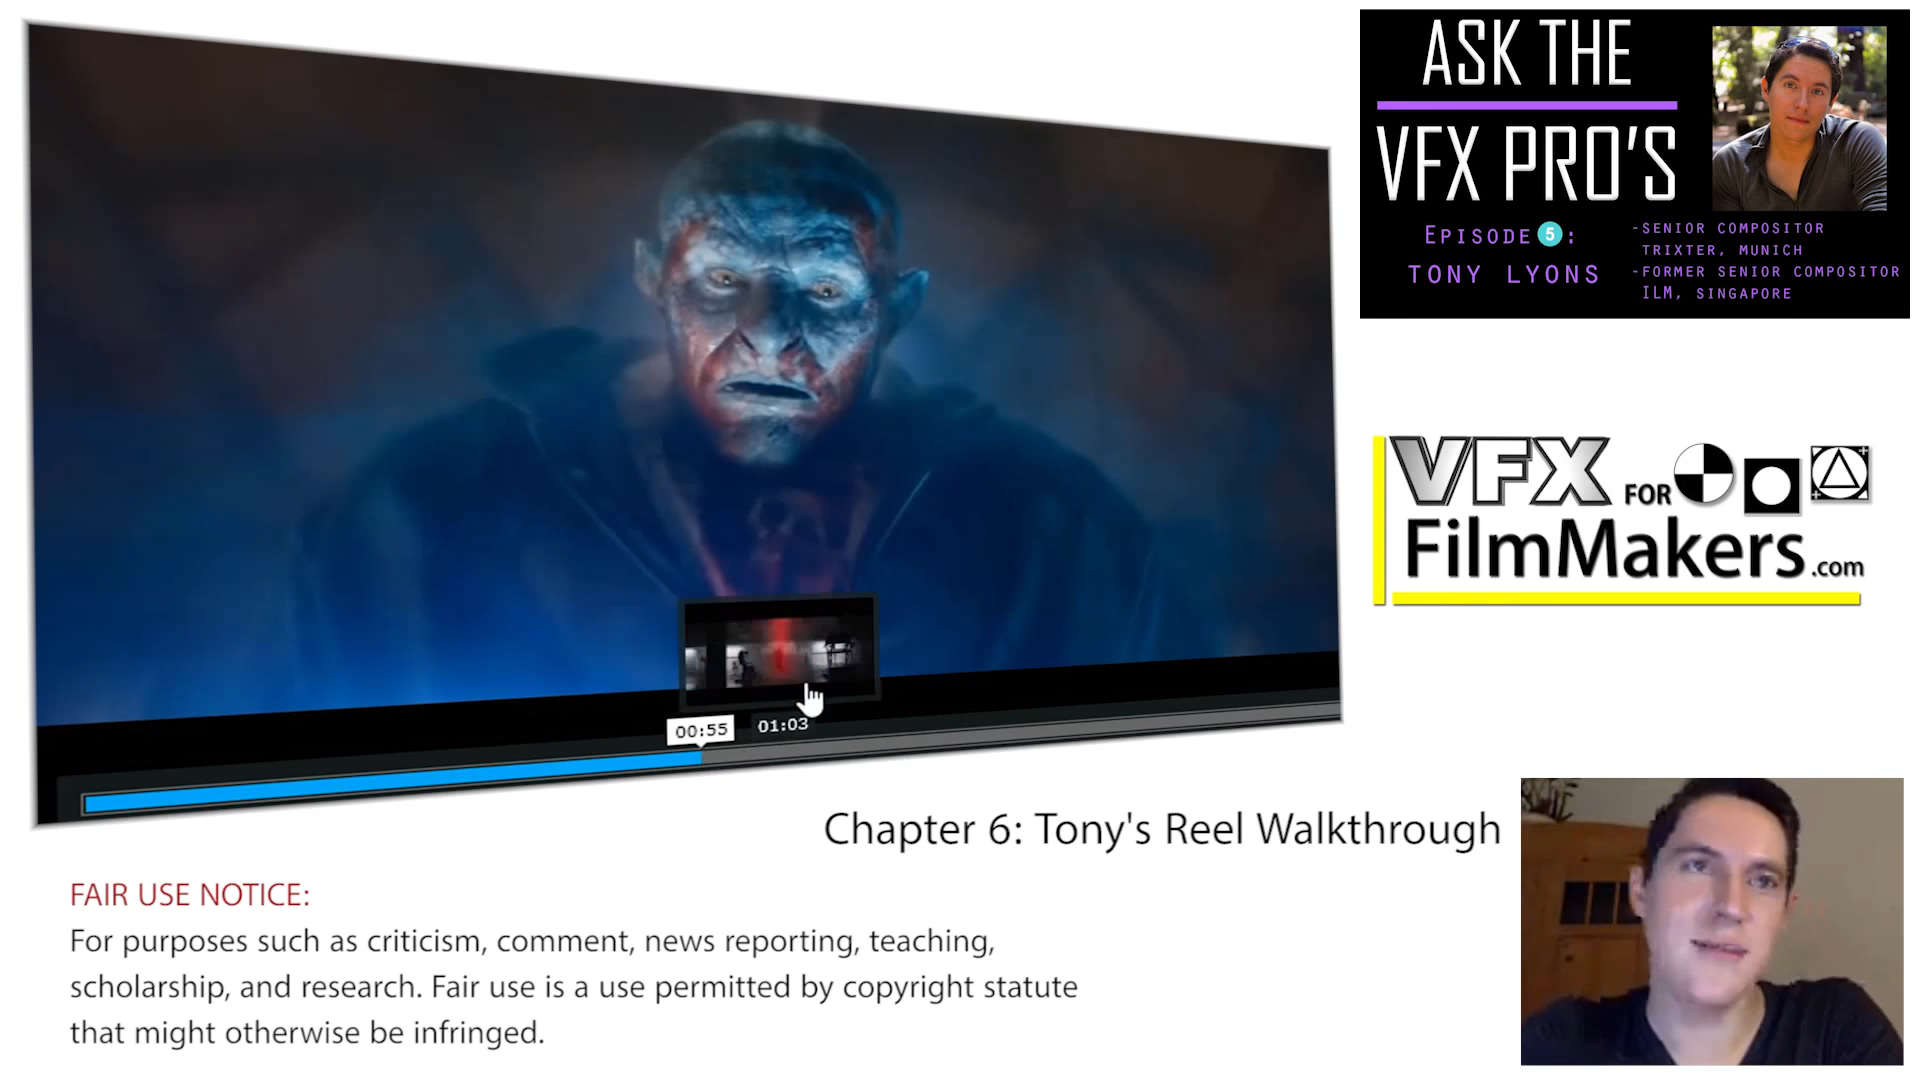 ASK THE
VFX PRO'S
EPISODE 5:
TONY LYONS
-SENIOR COMPOSITOR
TRIXTER, MUNICH
-FORMER SENIOR COMPOSITOR
ILM, SINGAPORE
VFX FOR
FilmMakers.com
00:55
01:03
Chapter 6: Tony's Reel Walkthrough
FAIR USE NOTICE:
For purposes such as criticism, comment, news reporting, teaching,
scholarship, and research. Fair use is a use permitted by copyright statute
that might otherwise be infringed.